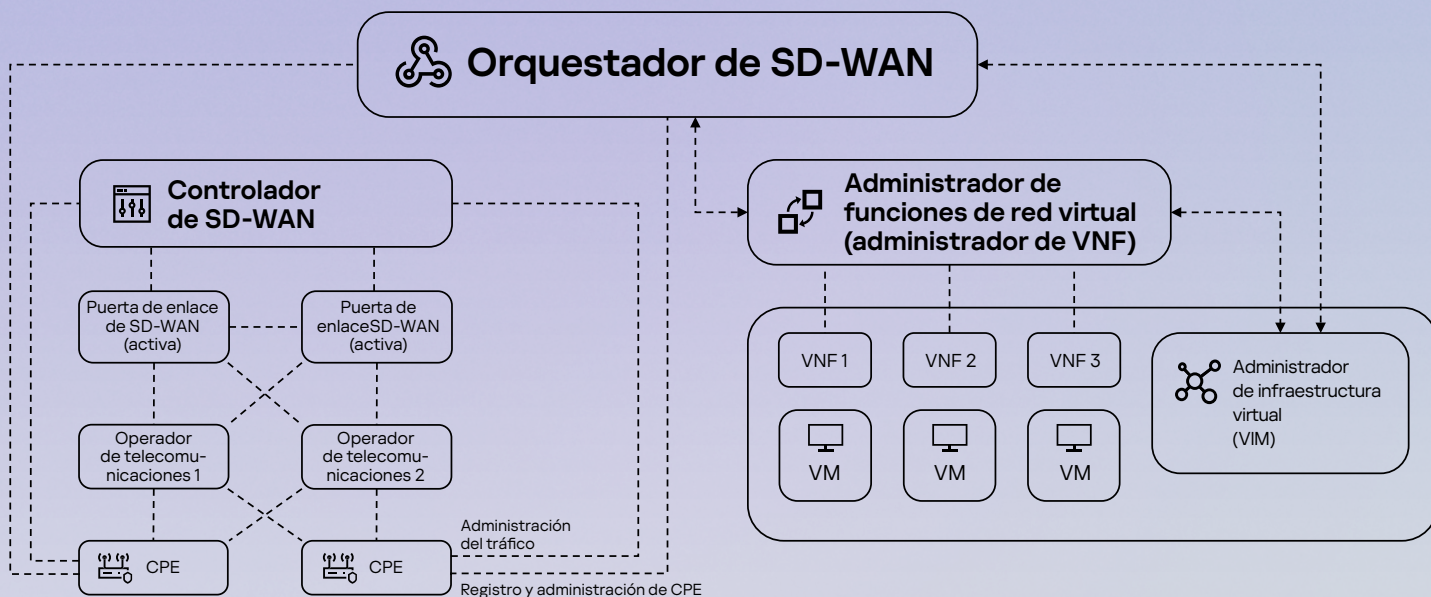 Orquestador de SD-WAN
Controlador
de SD-WAN
Administrador de
funciones de red virtual
(administrador de VNF)
Puerta de enlace
de SD-WAN
(activa)
Puerta de
enlaceSD-WAN
(activa)
VNF 1
VNF 2
VNF 3
Administrador
de infraestructura
virtual
(VIM)
Operador
de telecomu-
nicaciones 1
Operador
de telecomu-
nicaciones 2
VM
VM
VM
Administración
del tráfico
CPE
CPE
Registro y administración de CPE